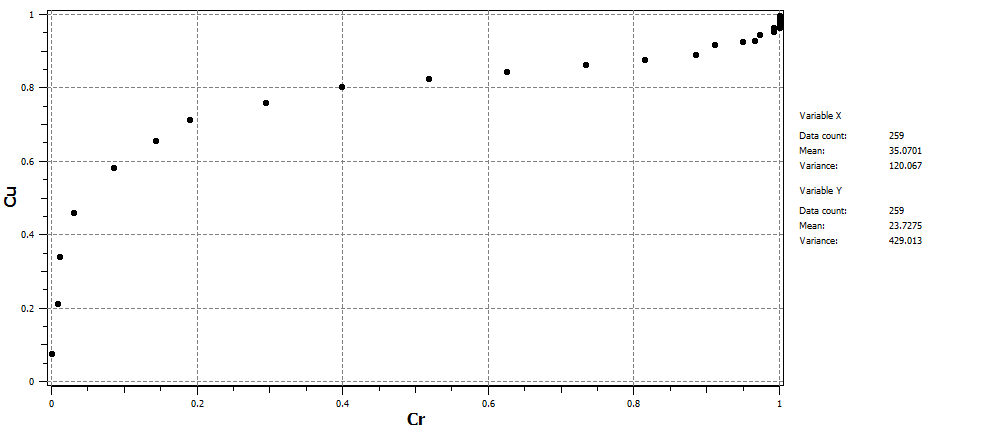 1
0.8
0.6
0.4
0.2
0
Cu
0
0.2
0.4
0.6
0.8
1
Cr
Variable X
Data count: 259
Mean: 35.0701
Variance: 120.067
Variable Y
Data count: 259
Mean: 23.7275
Variance: 429.013